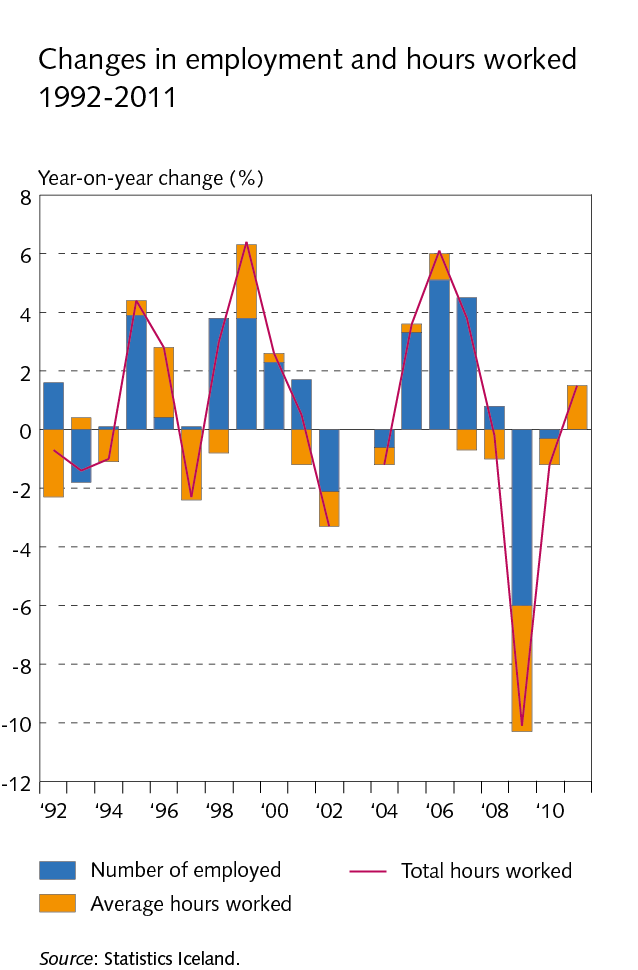 Changes in employment and hours worked
1992-2011
Year-on-year change (%)
8
6
4
2
0
-2
-4
-6
-8
-10
-12
‘92 ‘94 ‘96 ‘98 ‘00 ‘02 ‘04 ‘06 ‘08 ‘10
Number of employed Total hours worked
Average hours worked
Source: Statistics Iceland.